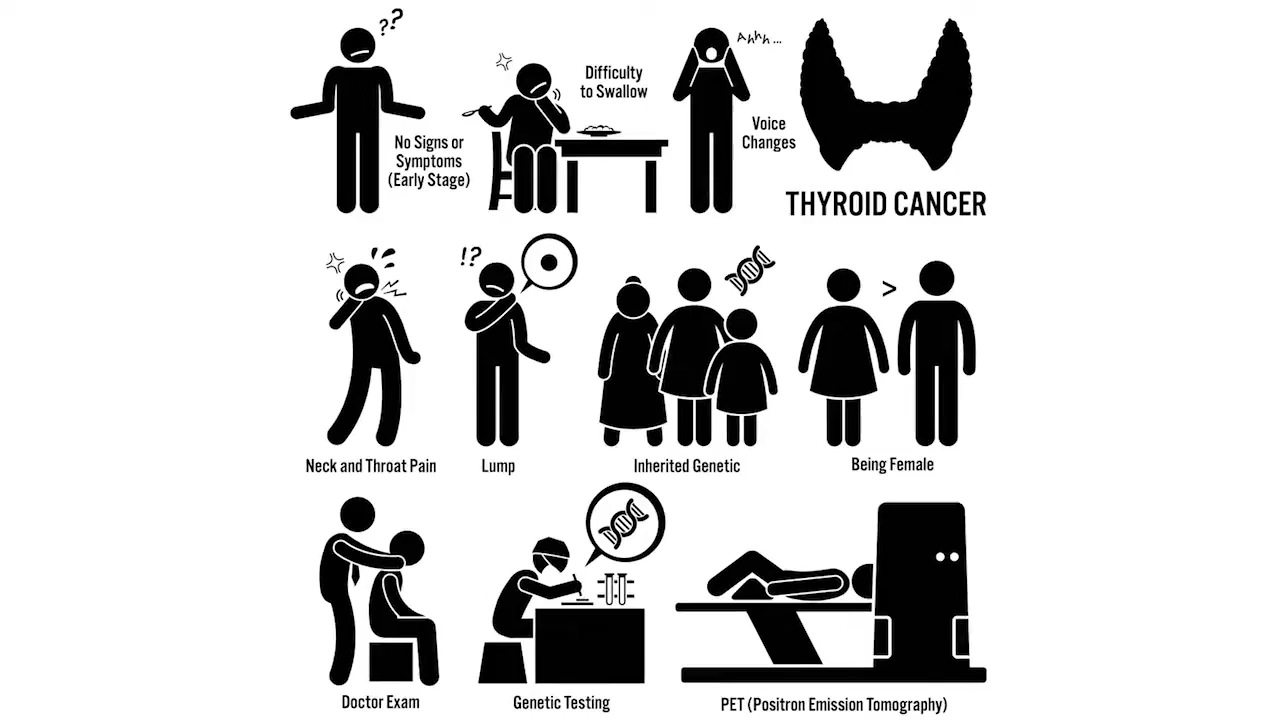 ??
No Signs or
Symptoms
(Early Stage)
Difficulty
to Swallow
Ahhh...
Voice
Changes
THYROID CANCER
!?
>
Neck and Throat Pain
Lump
Inherited Genetic
Being Female
Doctor Exam
Genetic Testing
PET (Positron Emission Tomography)